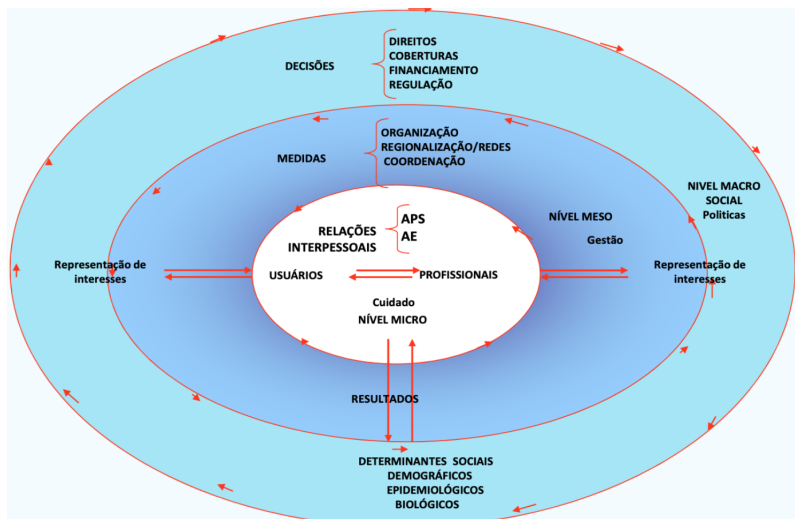 DECISÕES
DIREITOS
COBERTURAS
FINANCIAMENTO
REGULAÇÃO
MEDIDAS
ORGANIZAÇÃO
REGIONALIZAÇÃO/REDES
COORDENAÇÃO
NIVEL MACRO
SOCIAL
Politicas
RELAÇÕES
INTERPESSOAIS
APS
AE
NÍVEL MESO
Gestão
Representação de
interesses
USUÁRIOS
PROFISSIONAIS
Representação de
interesses
Cuidado
NÍVEL MICRO
RESULTADOS
DETERMINANTES SOCIAIS
DEMOGRÁFICOS
EPIDEMIOLÓGICOS
BIOLÓGICOS